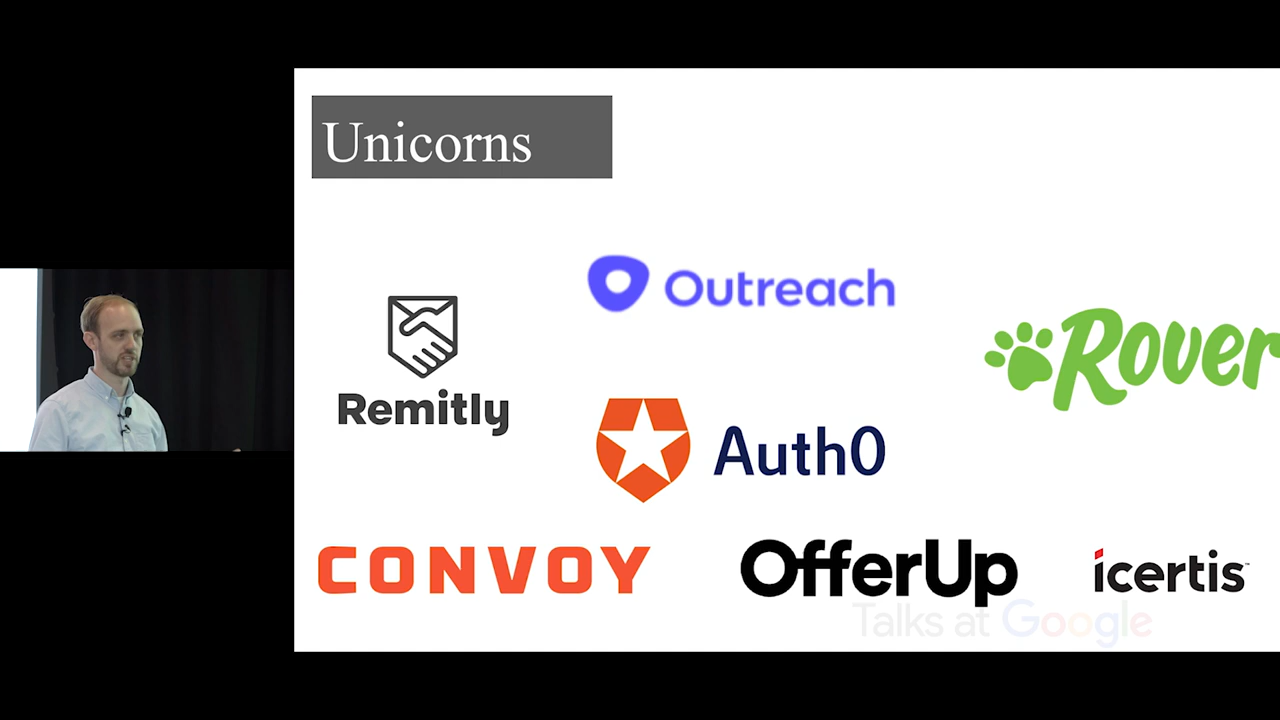 Unicorns
Outreach
Rover
Remitly
Auth0
CONVOY
OfferUp
icertis
Talks at Google